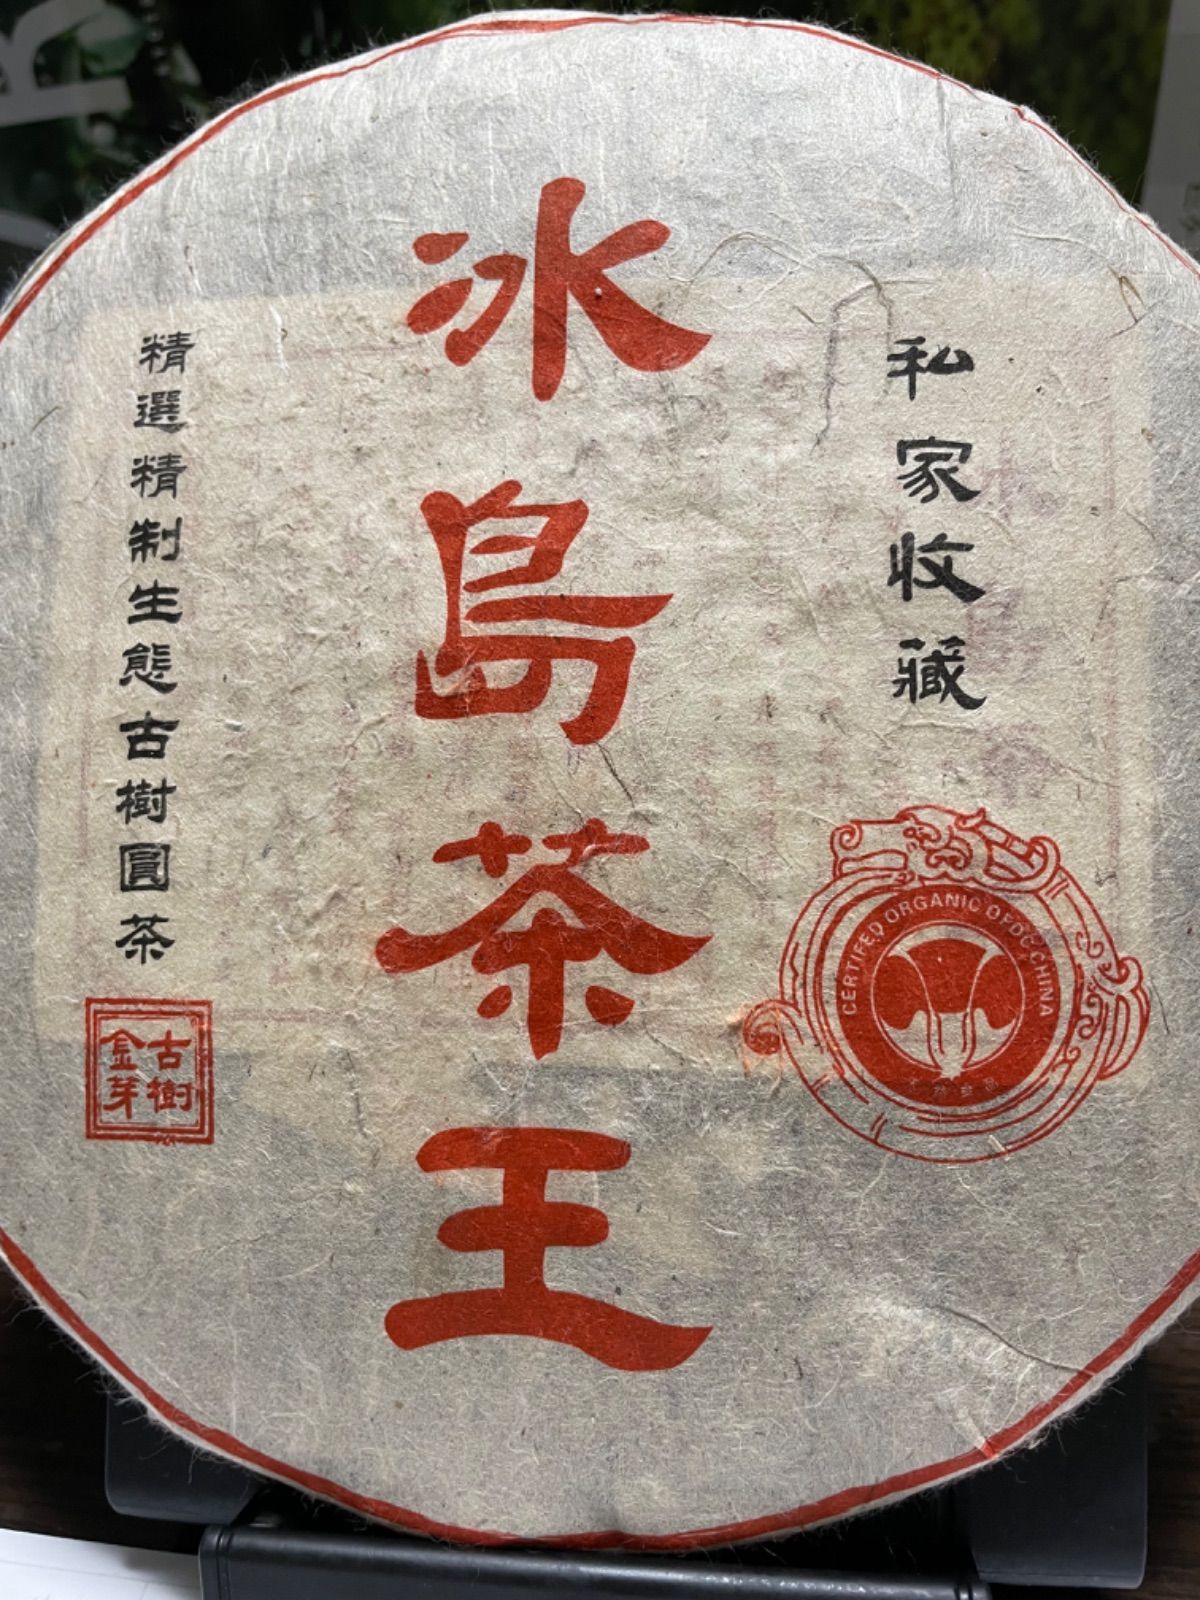 私家收藏
冰島茶王
精選精制生態古樹圓茶
古樹
金芽
CERTIFEED ORGANIC OFDC CHINA